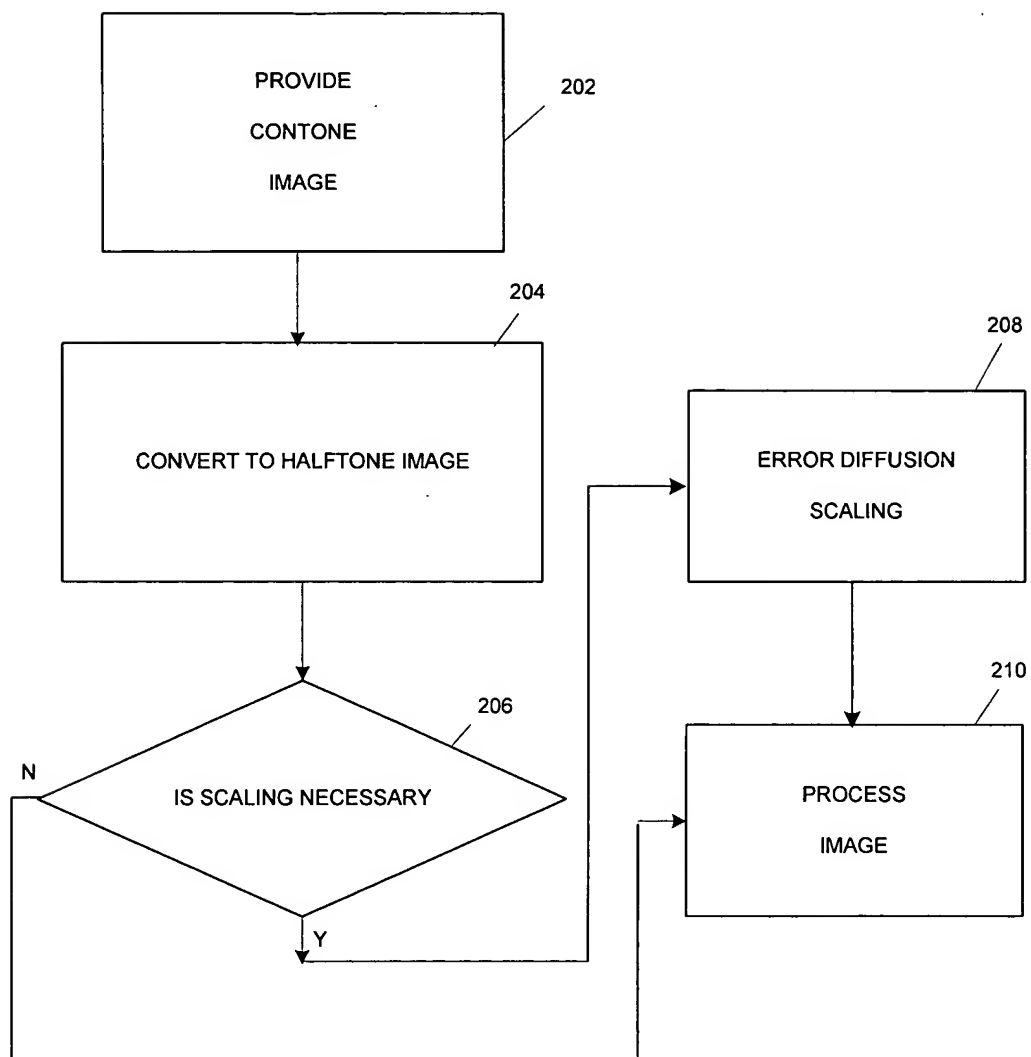 PROVIDE
CONTONE
IMAGE
202
204
CONVERT TO HALFTONE IMAGE
206
IS SCALING NECESSARY
N
Y
208
ERROR DIFFUSION
SCALING
210
PROCESS
IMAGE